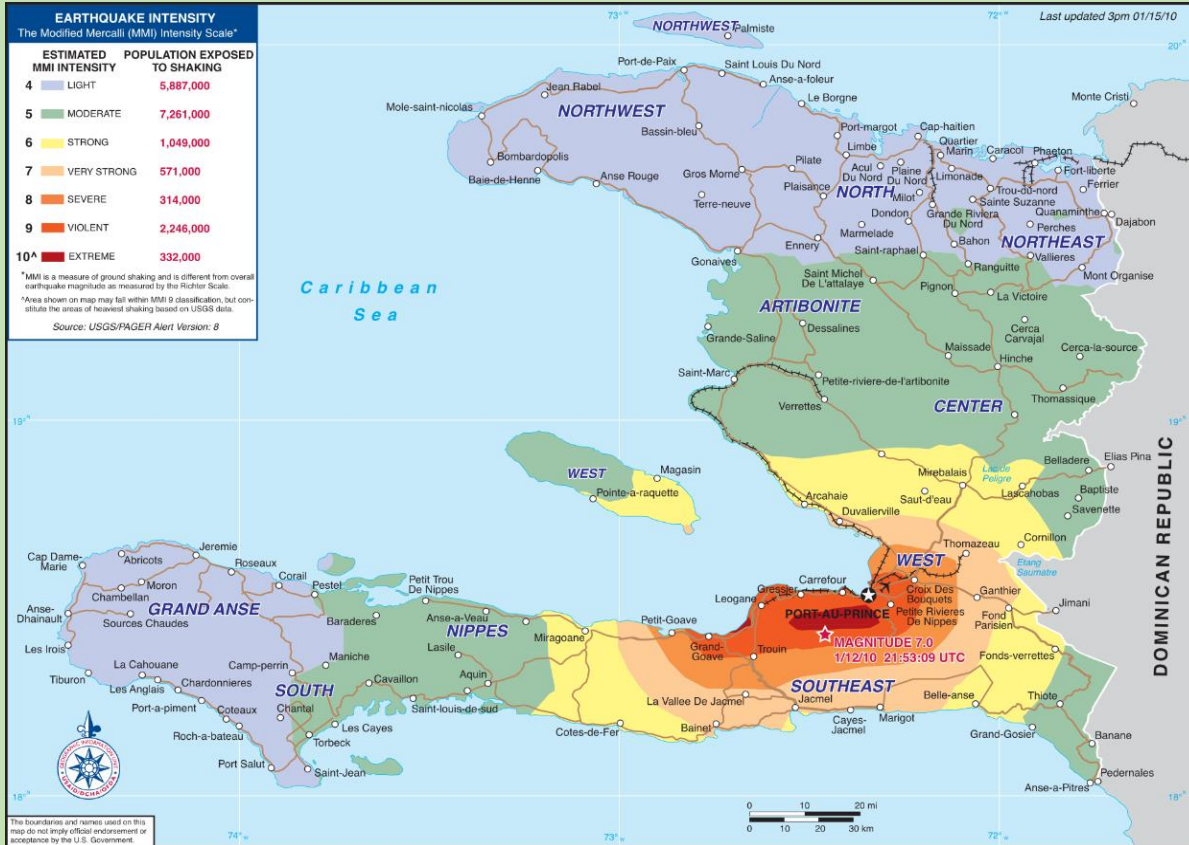 EARTHQUAKE INTENSITY
The Modified Mercalli (MMI) Intensity Scale*
ESTIMATED MMI INTENSITY
POPULATION EXPOSED TO SHAKING
4 LIGHT 5,887,000
5 MODERATE 7,261,000
6 STRONG 1,049,000
7 VERY STRONG 571,000
8 SEVERE 314,000
9 VIOLENT 2,246,000
10^ EXTREME 332,000
*MMI is a measure of ground shaking and is different from overall
earthquake magnitude as measured by the Richter Scale.
^Area shown on map may fall within MMI 9 classification, but con-
stitute the areas of heaviest shaking based on USGS data.
Source: USGS/PAGER Alert Version: 8
Last updated 3pm 01/15/10
NORTHWEST
Palmiste
72°
20°
Port-de-Paix
Saint Louis Du Nord
Anse-a-foleur
Jean Rabel
Le Borgne
Monte Cristi
Mole-saint-nicolas
NORTHWEST
Bassin-bleu
Port-margot
Cap-haitien
Limbe
Quartier
Marin
Caracol
Phaeton
Bombardopolis
Baie-de-Henne
Anse Rouge
Gros Morne
Pilate
Acul
Du Nord
Plaine
Du Nord
Limonade
Fort-liberte
Ferrier
Plaisance
NORTH
Milot
Trou-du-nord
Sainte Suzanne
Terre-neuve
Dondon
Grande Riviera
Du Nord
Quanaminthe
Dajabon
Perches
Marmelade
Bahon
NORTHEAST
Ennery
Saint-raphael
Vallieres
Gonaives
Ranguitte
Mont Organise
Saint Michel
De L'attalaye
Pignon
La Victoire
Caribbean
Sea
ARTIBONITE
Dessalines
Cerca
Carvajal
Grande-Saline
Maissade
Cerca-la-source
Hinche
Saint-Marc
Petite-riviere-de-l'artibonite
Thomassique
Verrettes
CENTER
19°
19°
DOMINICAN REPUBLIC
WEST
Magasin
Pointe-a-raquette
Mirebalais
Lac de
Peligre
Belladere
Elias Pina
Saut-d'eau
Lascahobas
Baptiste
Savenette
Arcahaie
Duvalierville
Cornillon
WEST
Thomazeau
Etang
Saumatre
Cap Dame-
Marie
Abricots
Jeremie
Roseaux
Corail
Pestel
Petit Trou
De Nippes
Moron
Chambellan
GRAND ANSE
Anse-
Dhainault
Sources Chaudes
Baraderes
Anse-a-Veau
NIPPES
Miragoane
Petit-Goave
Leogane
Gressier
Carrefour
Croix Des
Bouquets
Ganthier
PORT-AU-PRINCE
Petite Rivieres
De Nippes
Fond
Parisien
Jimani
MAGNITUDE 7.0
1/12/10 21:53:09 UTC
Grand-
Goave
Trouin
Fonds-verrettes
Les Irois
Tiburon
La Cahouane
Les Anglais
Chardonnieres
Camp-perrin
Maniche
Lasile
Cavaillon
Aquin
SOUTH
SOUTHEAST
La Vallee De Jacmel
Jacmel
Belle-anse
Thiote
Port-a-piment
Coteaux
Chantal
Saint-louis-de-sud
Roch-a-bateau
Les Cayes
Torbeck
Cotes-de-Fer
Bainet
Cayes-
Jacmel
Marigot
Grand-Gosier
Banane
Port Salut
Saint-Jean
Pedernales
Anse-a-Pitres
18°
18°
GEOGRAPHIC INFORMATION UNIT
USAID/DCHA/OFDA
0 10 20 mi
0 10 20 30 km
The boundaries and names used on this
map do not imply official endorsement or
acceptance by the U.S. Government.
74°
73°
73°
72°